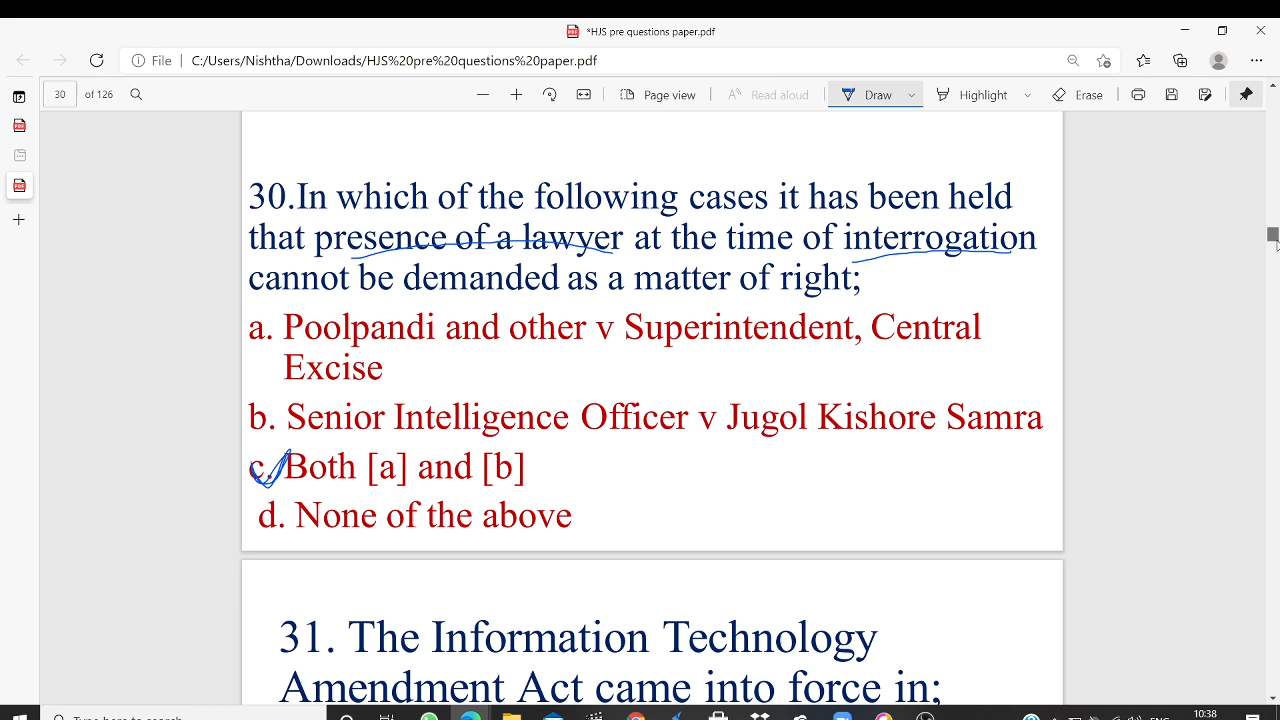 *HJS pre questions paper.pdf
File C:/Users/Nishtha/Downloads/HJS%20pre%20questions%20paper.pdf
30 of 126 Page view Read aloud Draw Highlight Erase
30.In which of the following cases it has been held
that presence of a lawyer at the time of interrogation
cannot be demanded as a matter of right;
a. Poolpandi and other v Superintendent, Central
Excise
b. Senior Intelligence Officer v Jugol Kishore Samra
c. Both [a] and [b]
d. None of the above
31. The Information Technology
Amendment Act came into force in;
10:38